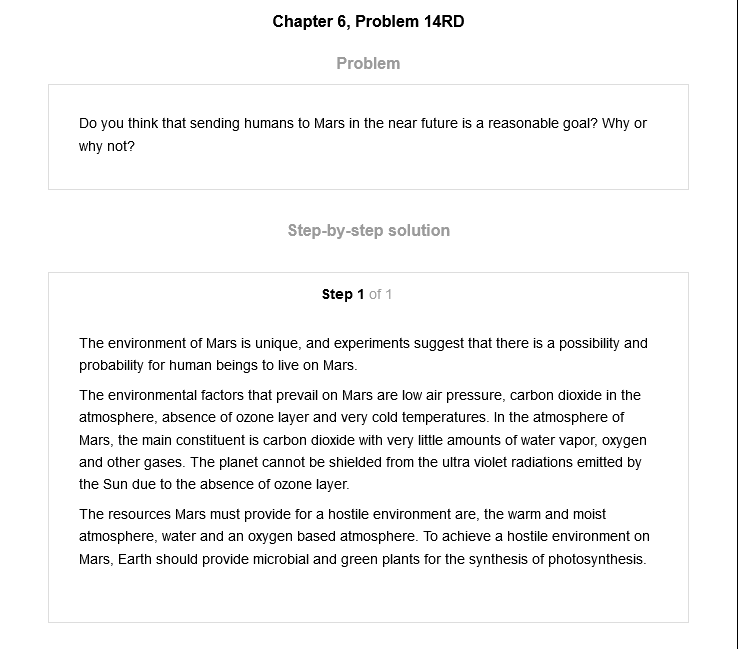 Chapter 6, Problem 14RD
Problem
Do you think that sending humans to Mars in the near future is a reasonable goal? Why or
why not?
Step-by-step solution
Step 1 of 1
The environment of Mars is unique, and experiments suggest that there is a possibility and
probability for human beings to live on Mars.
The environmental factors that prevail on Mars are low air pressure, carbon dioxide in the
atmosphere, absence of ozone layer and very cold temperatures. In the atmosphere of
Mars, the main constituent is carbon dioxide with very little amounts of water vapor, oxygen
and other gases. The planet cannot be shielded from the ultra violet radiations emitted by
the Sun due to the absence of ozone layer.
The resources Mars must provide for a hostile environment are, the warm and moist
atmosphere, water and an oxygen based atmosphere. To achieve a hostile environment on
Mars, Earth should provide microbial and green plants for the synthesis of photosynthesis.